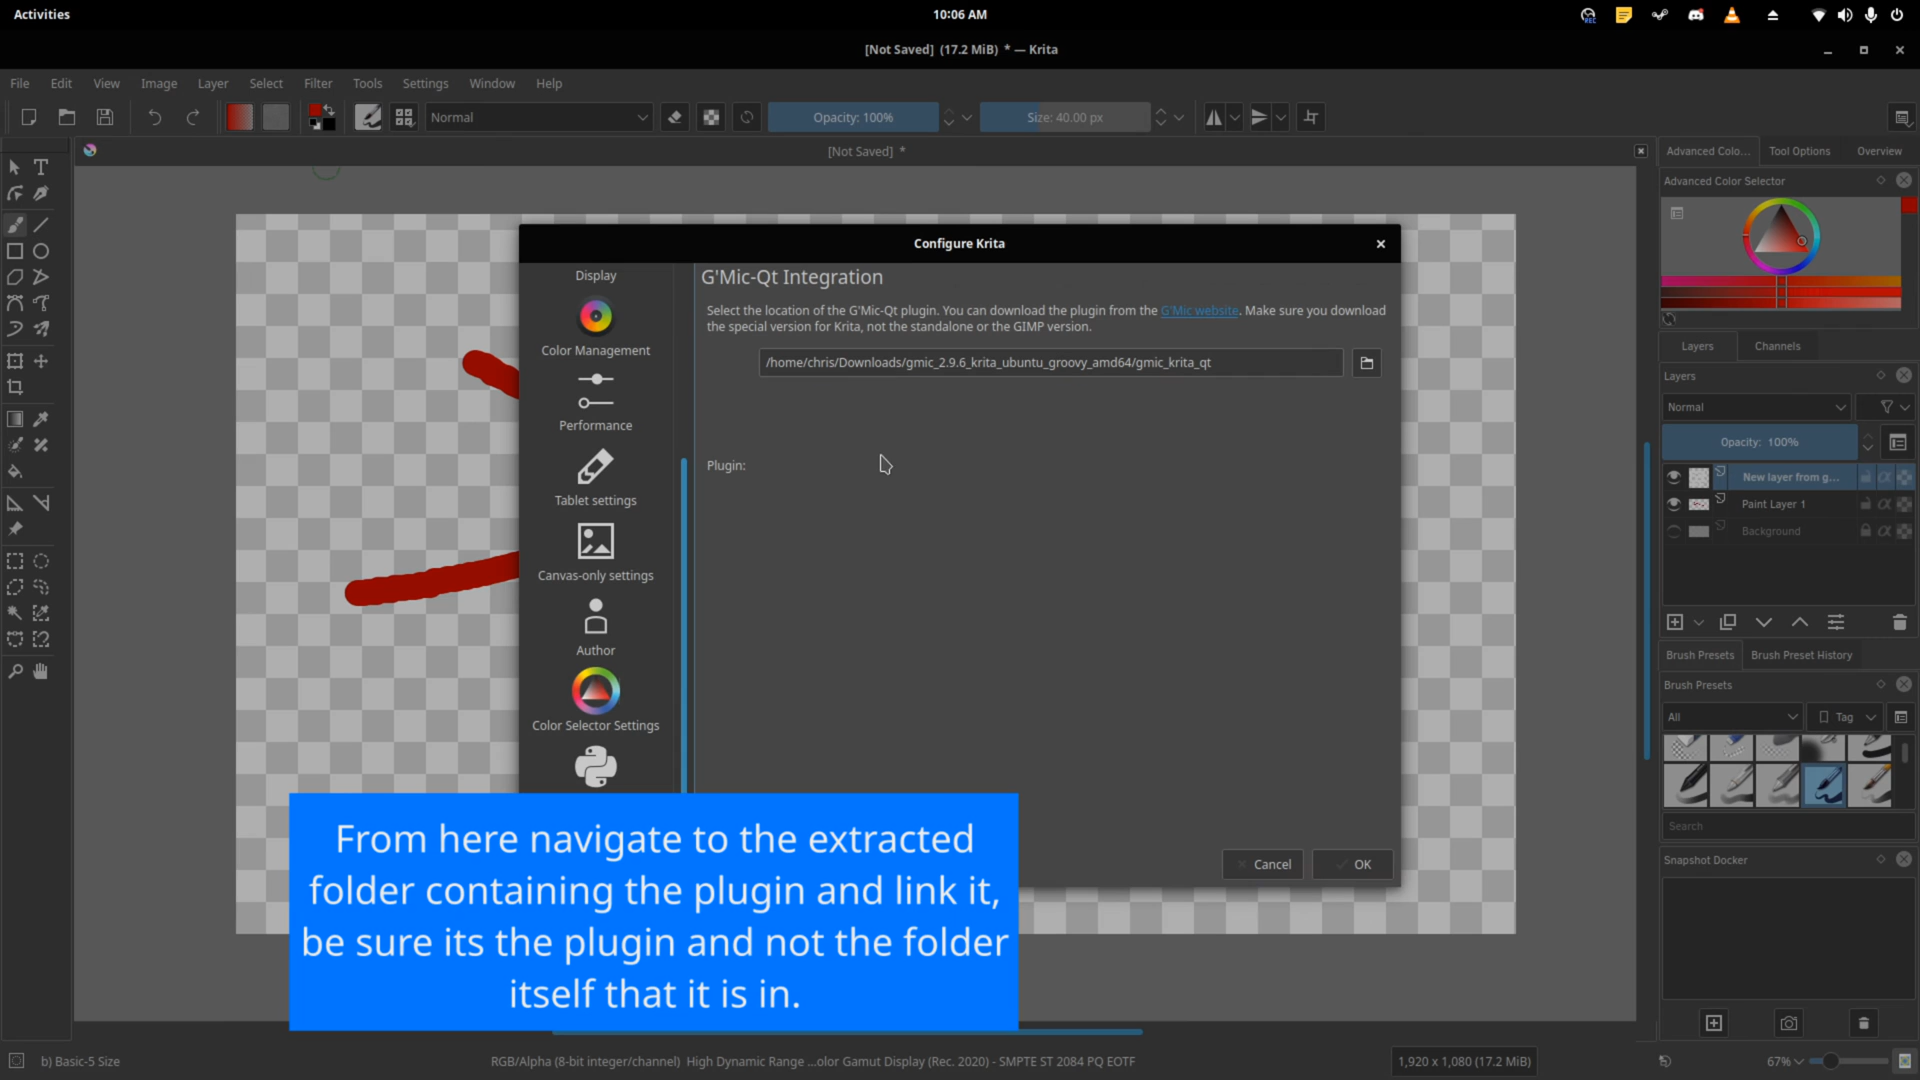 Activities
10:06 AM
REC
[Not Saved] (17.2 MiB) * — Krita
File Edit View Image Layer Select Filter Tools Settings Window Help
Normal
Opacity: 100%
Size: 40.00 px
[Not Saved] *
Advanced Colo... Tool Options Overview
Advanced Color Selector
Configure Krita
Display
Color Management
Performance
Tablet settings
Canvas-only settings
Author
Color Selector Settings
G'Mic-Qt Integration
Select the location of the G'Mic-Qt plugin. You can download the plugin from the G'Mic website. Make sure you download
the special version for Krita, not the standalone or the GIMP version.
/home/chris/Downloads/gmic_2.9.6_krita_ubuntu_groovy_amd64/gmic_krita_qt
Plugin:
Cancel OK
Layers Channels
Layers
Normal
Opacity: 100%
New layer from g...
Paint Layer 1
Background
Brush Presets Brush Preset History
Brush Presets
All
Tag
Search
Snapshot Docker
From here navigate to the extracted
folder containing the plugin and link it,
be sure its the plugin and not the folder
itself that it is in.
b) Basic-5 Size
RGB/Alpha (8-bit integer/channel) High Dynamic Range ...olor Gamut Display (Rec. 2020) - SMPTE ST 2084 PQ EOTF
1,920 x 1,080 (17.2 MiB)
67%